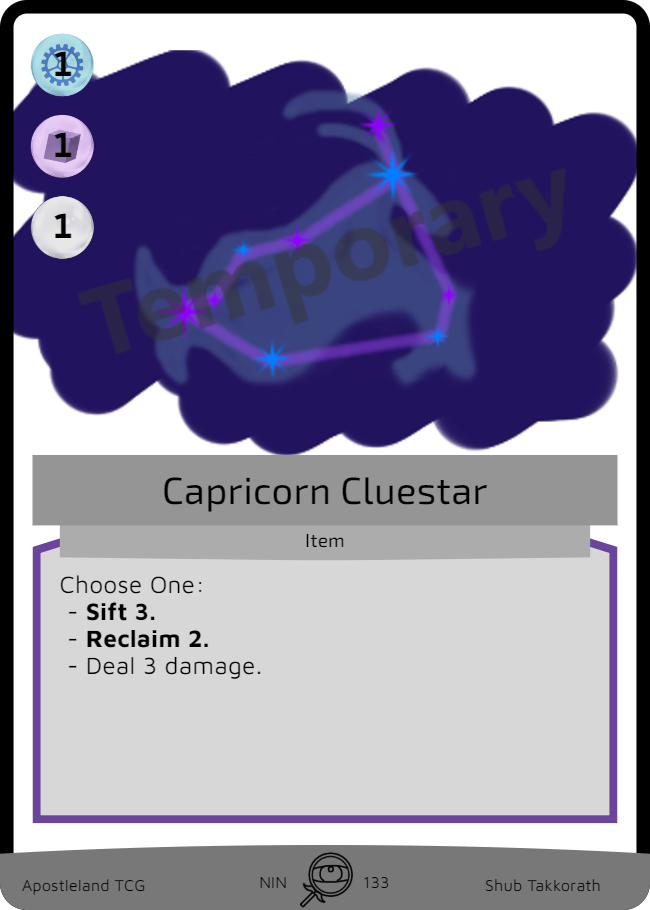 1
1
1
Temporary
Capricorn Cluestar
Item
Choose One:
- Sift 3.
- Reclaim 2.
- Deal 3 damage.
Apostleland TCG
NIN 133
Shub Takkorath